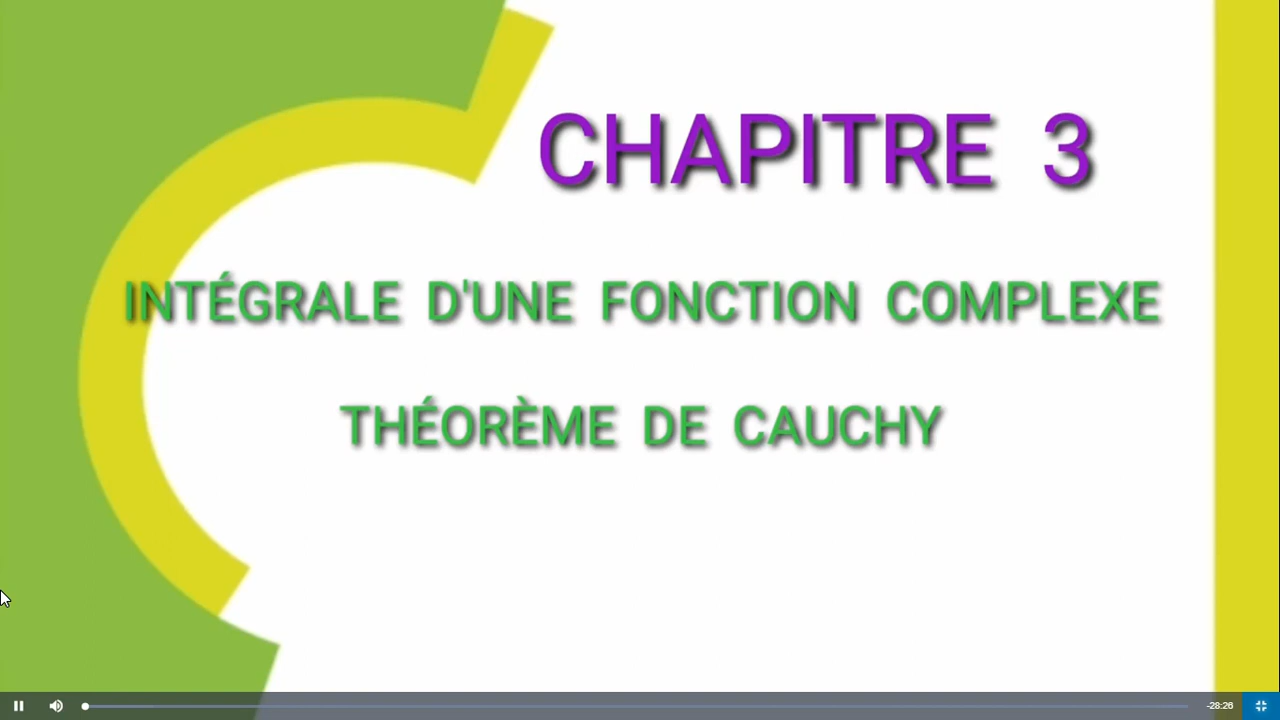 CHAPITRE 3
INTÉGRALE D'UNE FONCTION COMPLEXE
THÉORÈME DE CAUCHY
-28:26